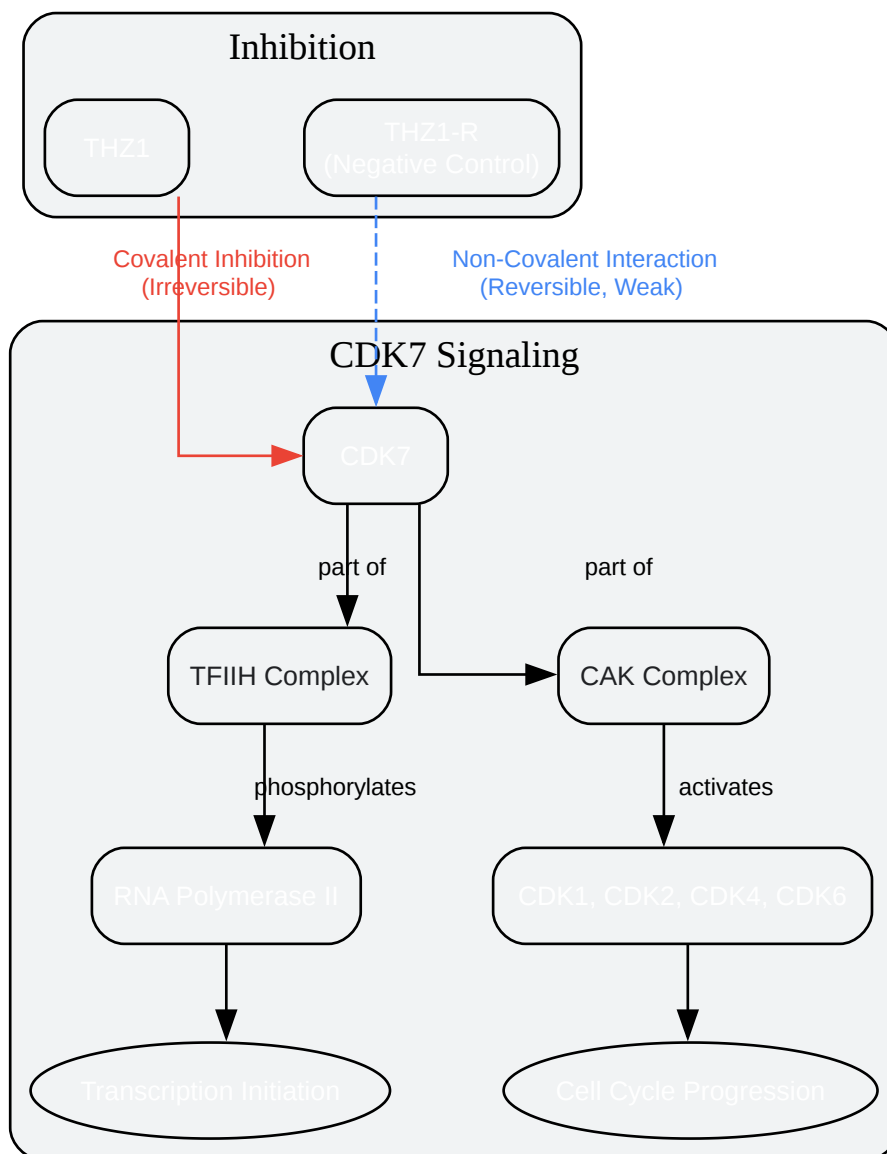 Inhibition
THZ1
THZ1-R
(Negative Control)
Covalent Inhibition
(Irreversible)
Non-Covalent Interaction
(Reversible, Weak)
CDK7 Signaling
CDK7
part of
part of
TFIIH Complex
CAK Complex
phosphorylates
activates
RNA Polymerase II
CDK1, CDK2, CDK4, CDK6
Transcription Initiation
Cell Cycle Progression